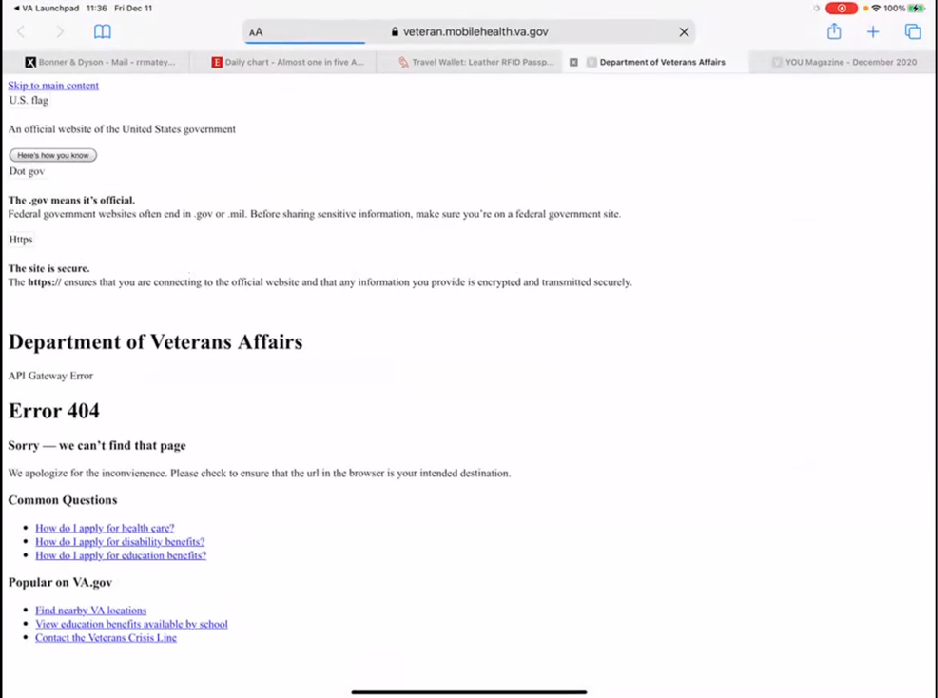 VA Launchpad 11:36 Fri Dec 11
100%
AA
veteran.mobilehealth.va.gov
Bonner & Dyson - Mail - rrmatey...
Daily chart - Almost one in five A...
Travel Wallet: Leather RFID Passp...
Department of Veterans Affairs
YOU Magazine - December 2020
Skip to main content
U.S. flag
An official website of the United States government
Here's how you know
Dot gov
The .gov means it's official.
Federal government websites often end in .gov or .mil. Before sharing sensitive information, make sure you're on a federal government site.
Https
The site is secure.
The https:// ensures that you are connecting to the official website and that any information you provide is encrypted and transmitted securely.
Department of Veterans Affairs
API Gateway Error
Error 404
Sorry — we can't find that page
We apologize for the inconvienence. Please check to ensure that the url in the browser is your intended destination.
Common Questions
How do I apply for health care?
How do I apply for disability benefits?
How do I apply for education benefits?
Popular on VA.gov
Find nearby VA locations
View education benefits available by school
Contact the Veterans Crisis Line